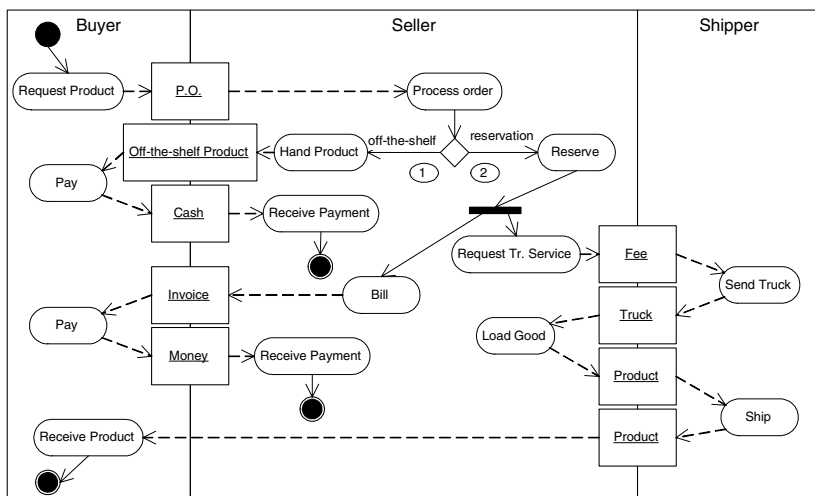 Buyer
Seller
Shipper
Request Product
P.O.
Process order
off-the-shelf
reservation
Off-the-shelf Product
Hand Product
Reserve
1
2
Pay
Cash
Receive Payment
Request Tr. Service
Fee
Send Truck
Invoice
Bill
Truck
Pay
Load Good
Money
Receive Payment
Product
Ship
Receive Product
Product